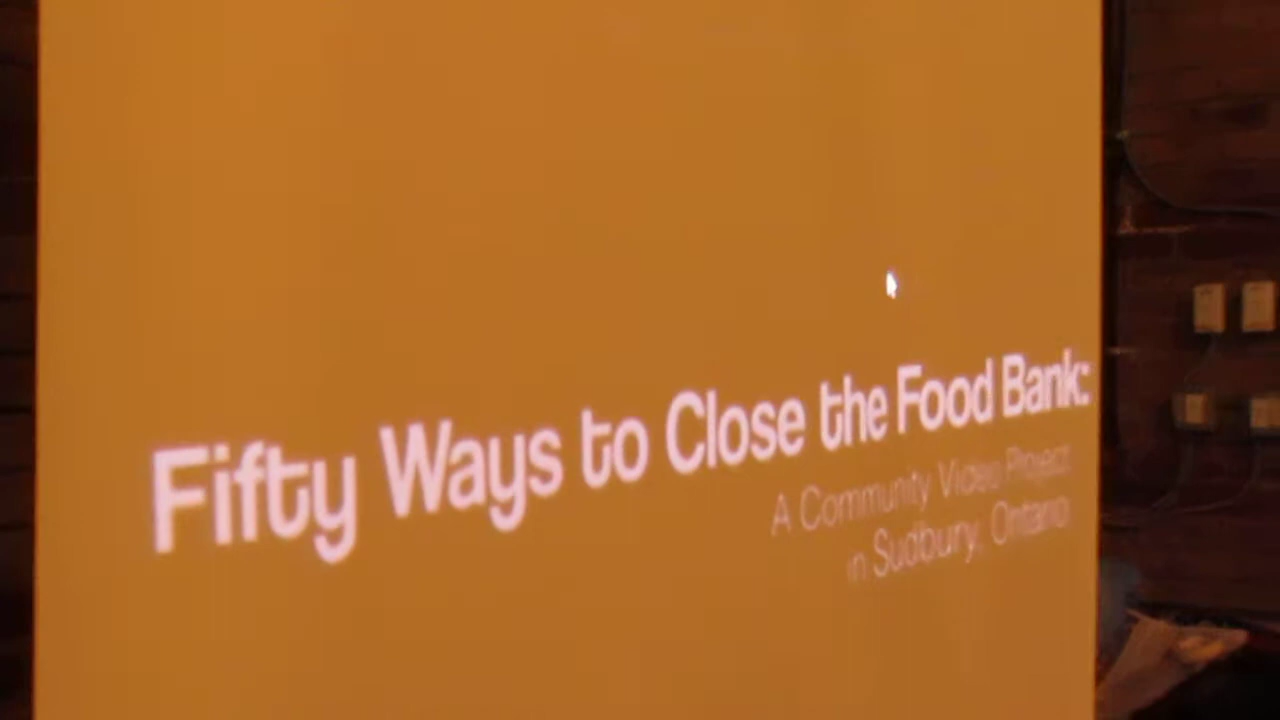 Fifty Ways to Close the Food Bank:
A Community Video Project
in Sudbury, Ontario